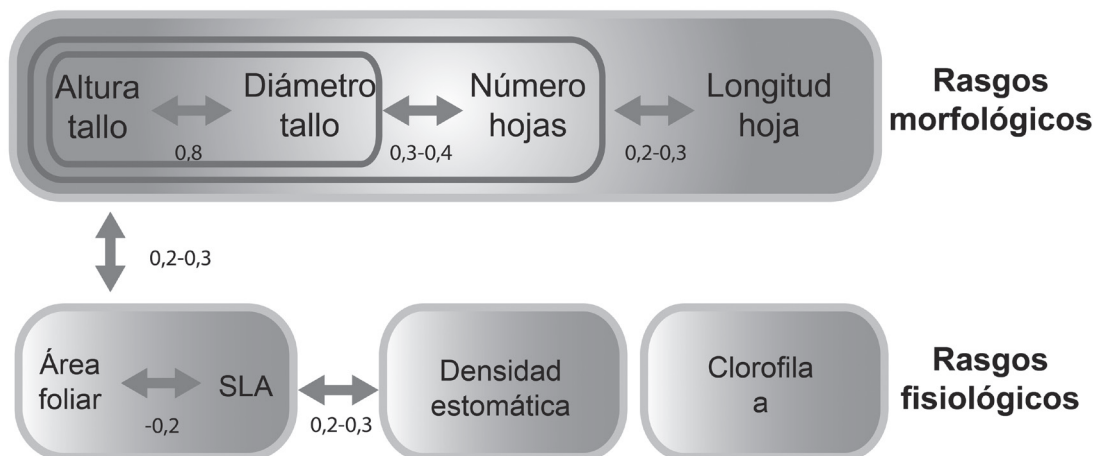 Altura
tallo
0,8
Diámetro
tallo
0,3-0,4
Número
hojas
0,2-0,3
Longitud
hoja
Rasgos
morfológicos
0,2-0,3
Área
foliar
-0,2
SLA
0,2-0,3
Densidad
estomática
Clorofila
a
Rasgos
fisiológicos